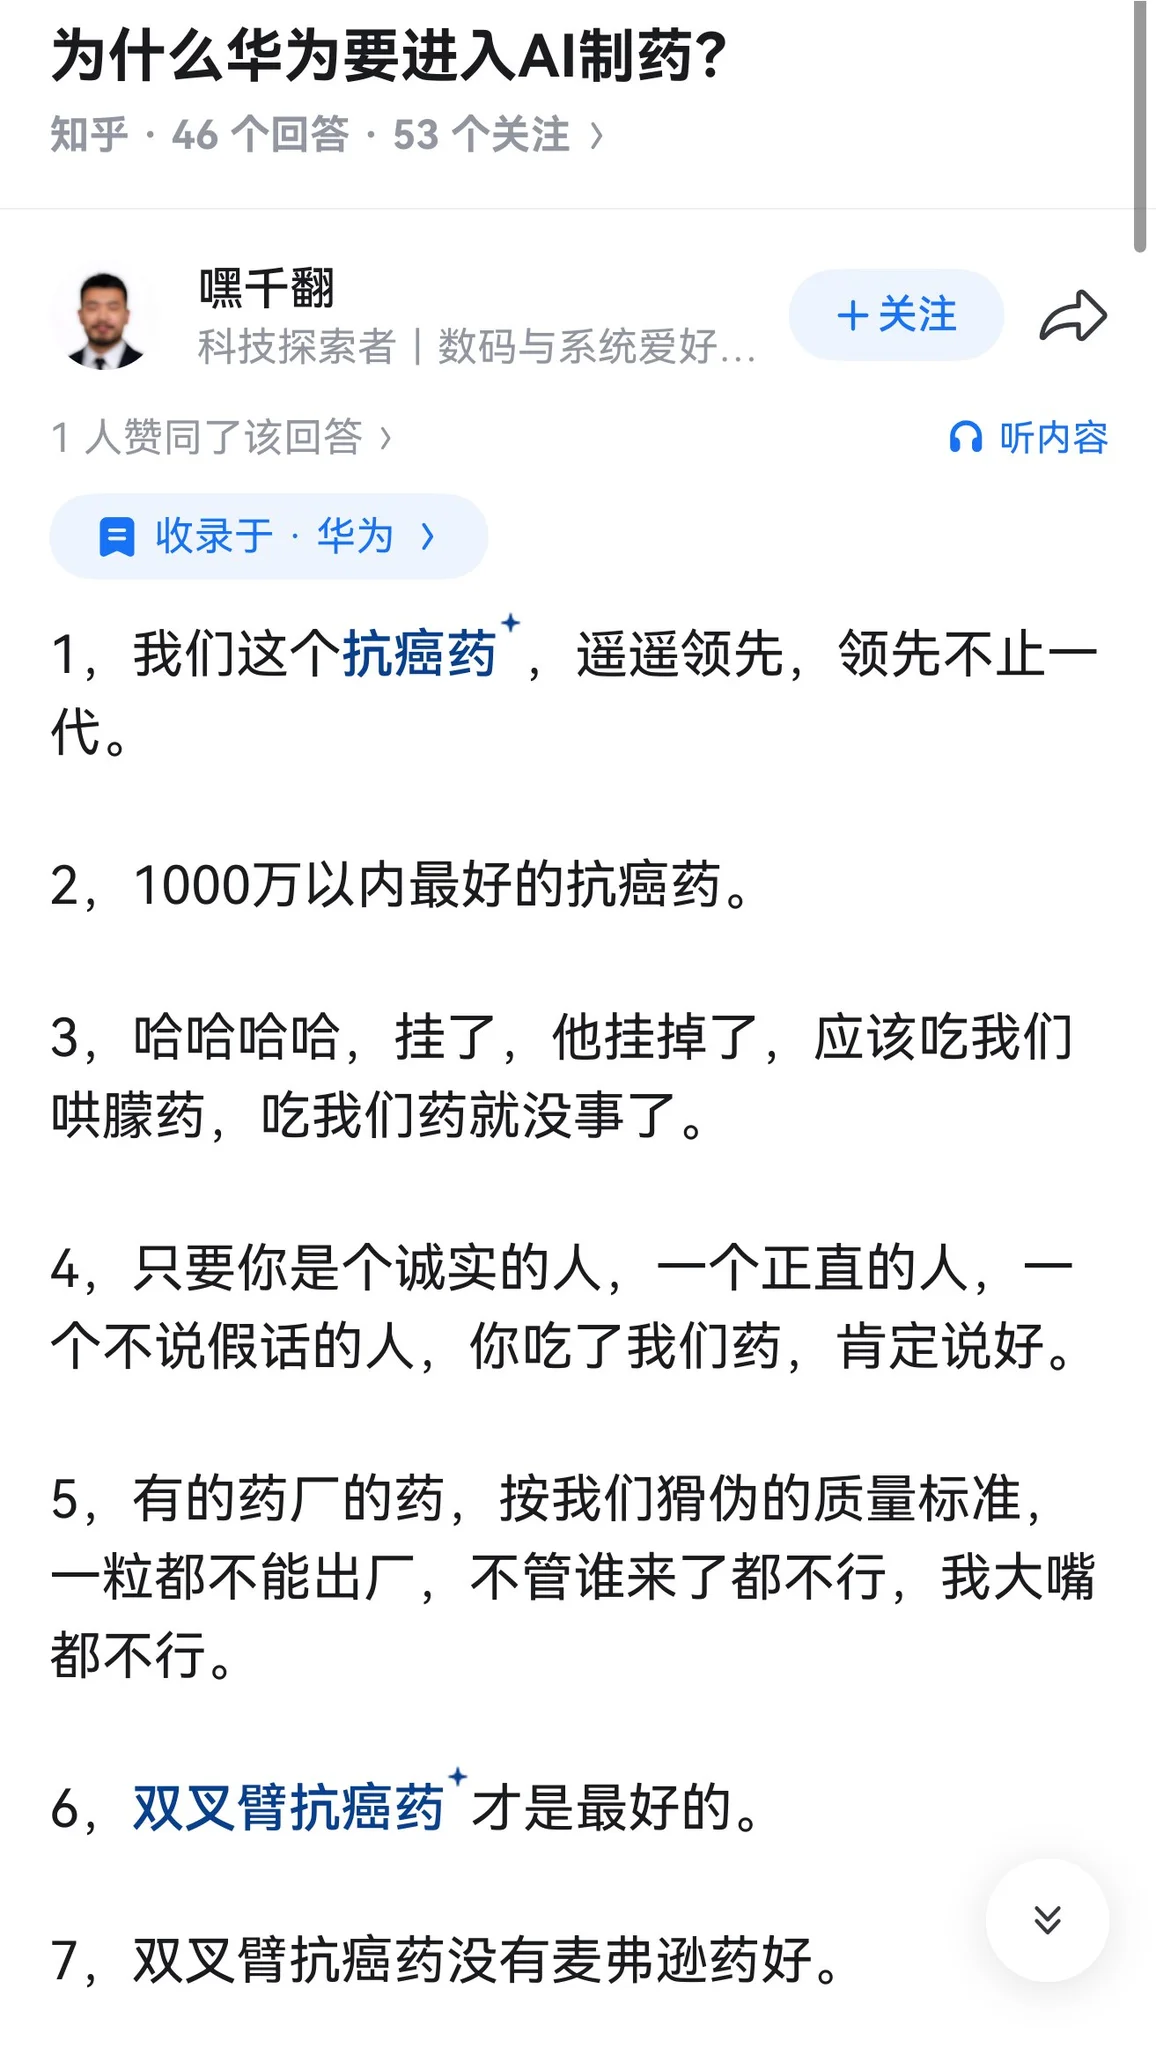 为什么华为要进入AI制药?
知乎 · 46 个回答 · 53 个关注 >
嘿千翻
科技探索者 | 数码与系统爱好...
+关注
1 人赞同了该回答 >
听内容
收录于 · 华为 >
1，我们这个抗癌药，遥遥领先，领先不止一
代。
2，1000万以内最好的抗癌药。
3，哈哈哈哈，挂了，他挂掉了，应该吃我们
哄朦药，吃我们药就没事了。
4，只要你是个诚实的人，一个正直的人，一
个不说假话的人，你吃了我们药，肯定说好。
5，有的药厂的药，按我们猾伪的质量标准，
一粒都不能出厂，不管谁来了都不行，我大嘴
都不行。
6，双叉臂抗癌药才是最好的。
7，双叉臂抗癌药没有麦弗逊药好。